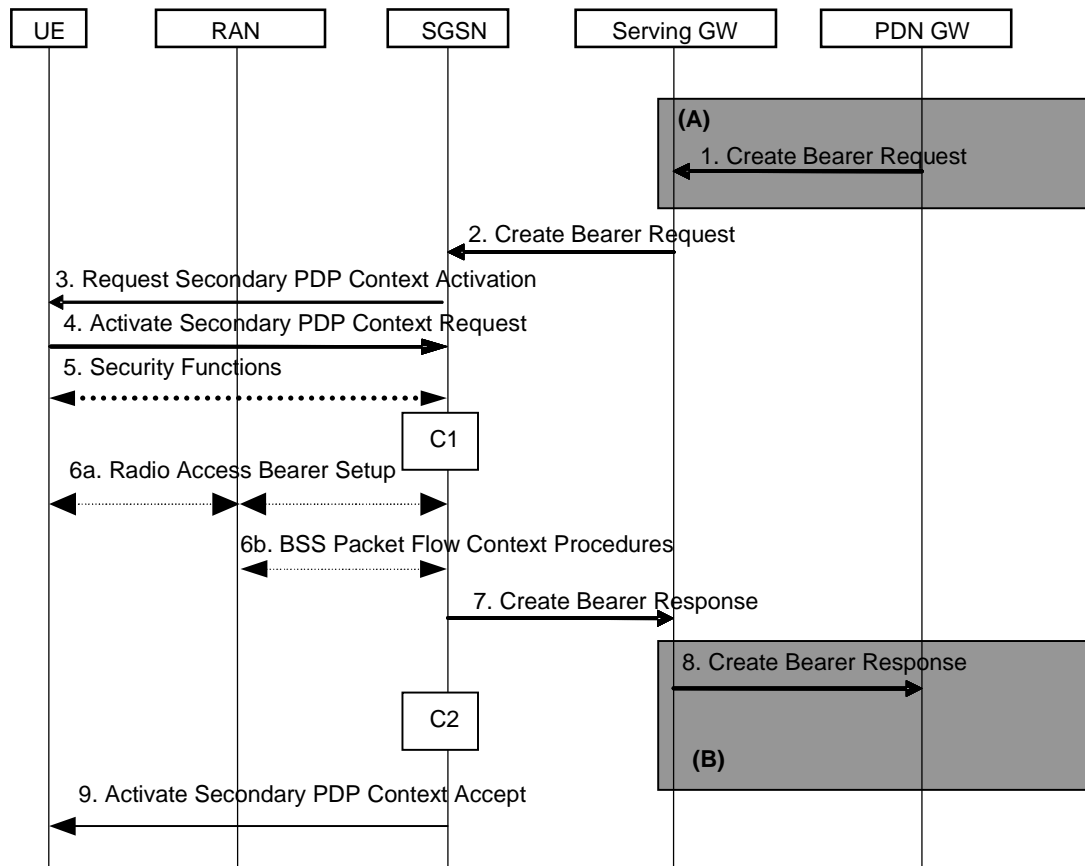 UE
RAN
SGSN
Serving GW
PDN GW
(A)
1. Create Bearer Request
2. Create Bearer Request
3. Request Secondary PDP Context Activation
4. Activate Secondary PDP Context Request
5. Security Functions
C1
6a. Radio Access Bearer Setup
6b. BSS Packet Flow Context Procedures
7. Create Bearer Response
8. Create Bearer Response
C2
(B)
9. Activate Secondary PDP Context Accept